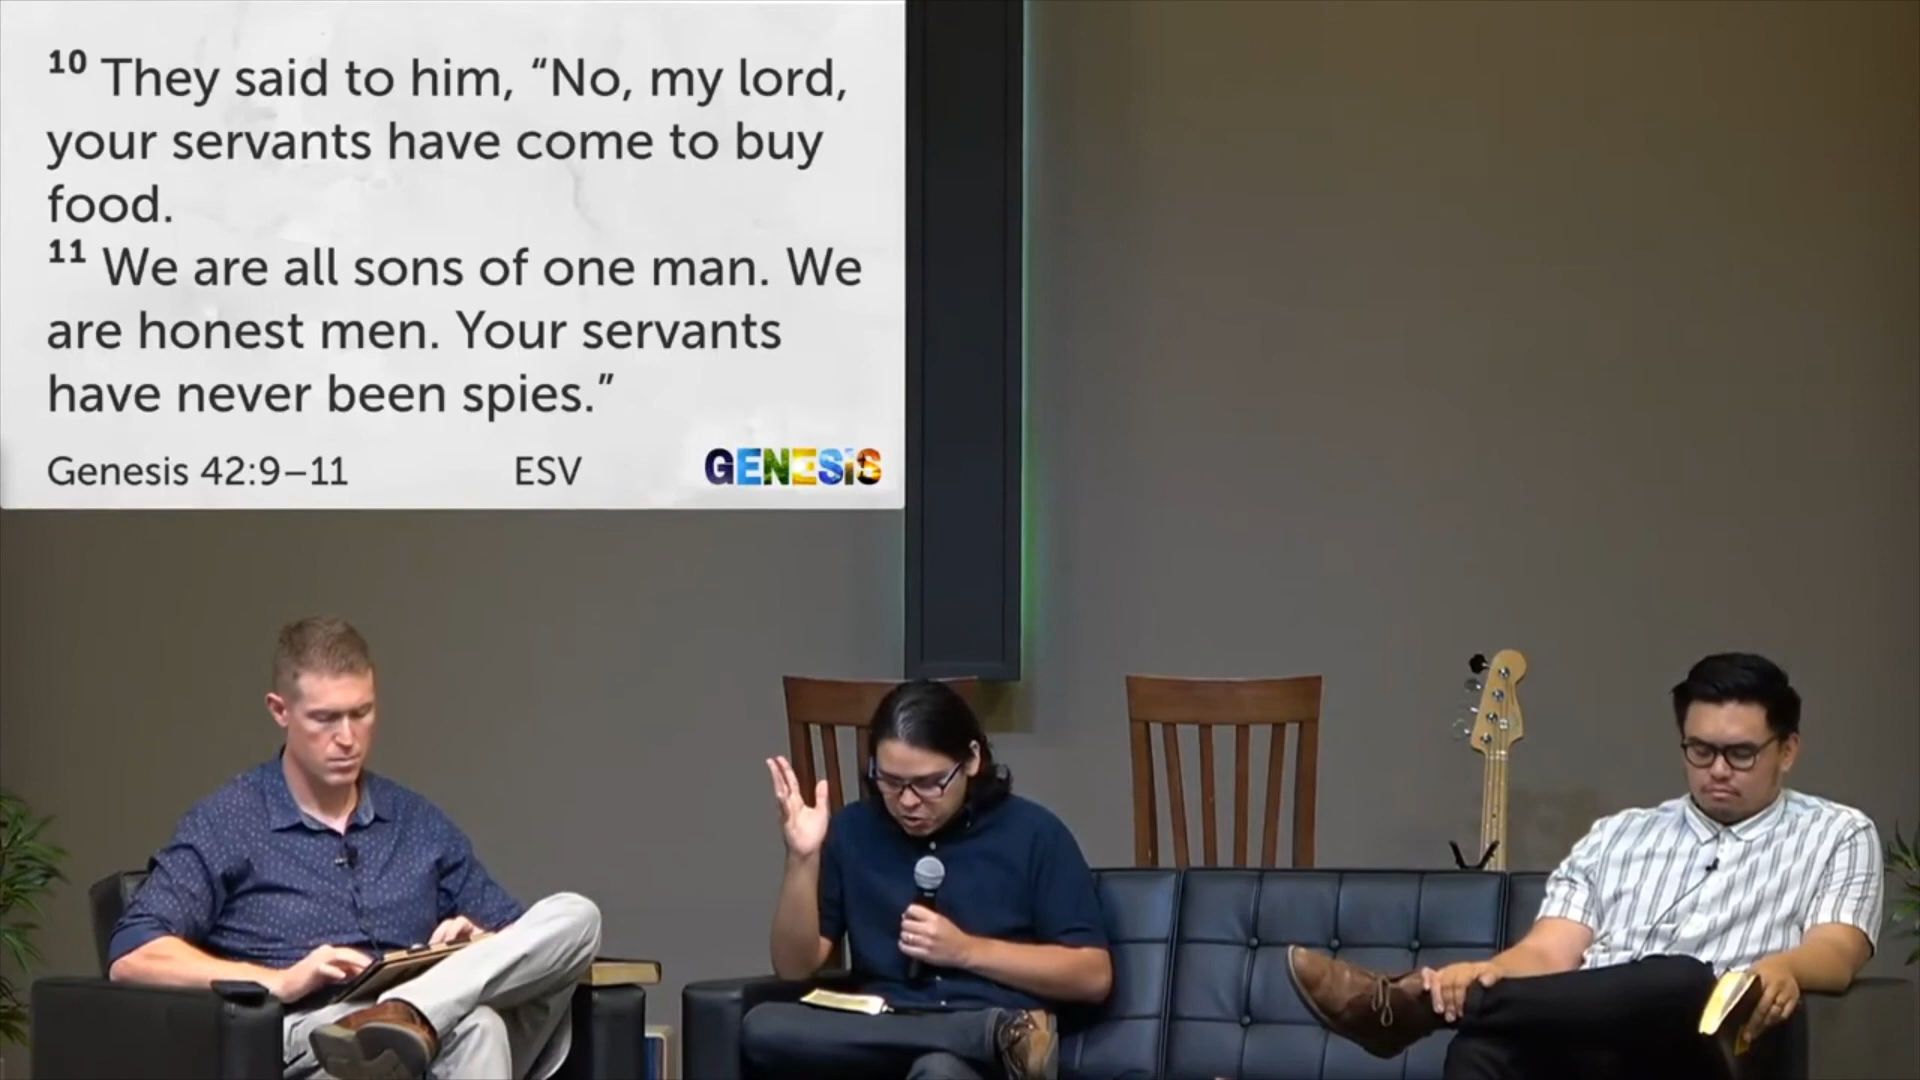 10 They said to him, “No, my lord,
your servants have come to buy
food.
11 We are all sons of one man. We
are honest men. Your servants
have never been spies.”
Genesis 42:9–11 ESV GENESIS